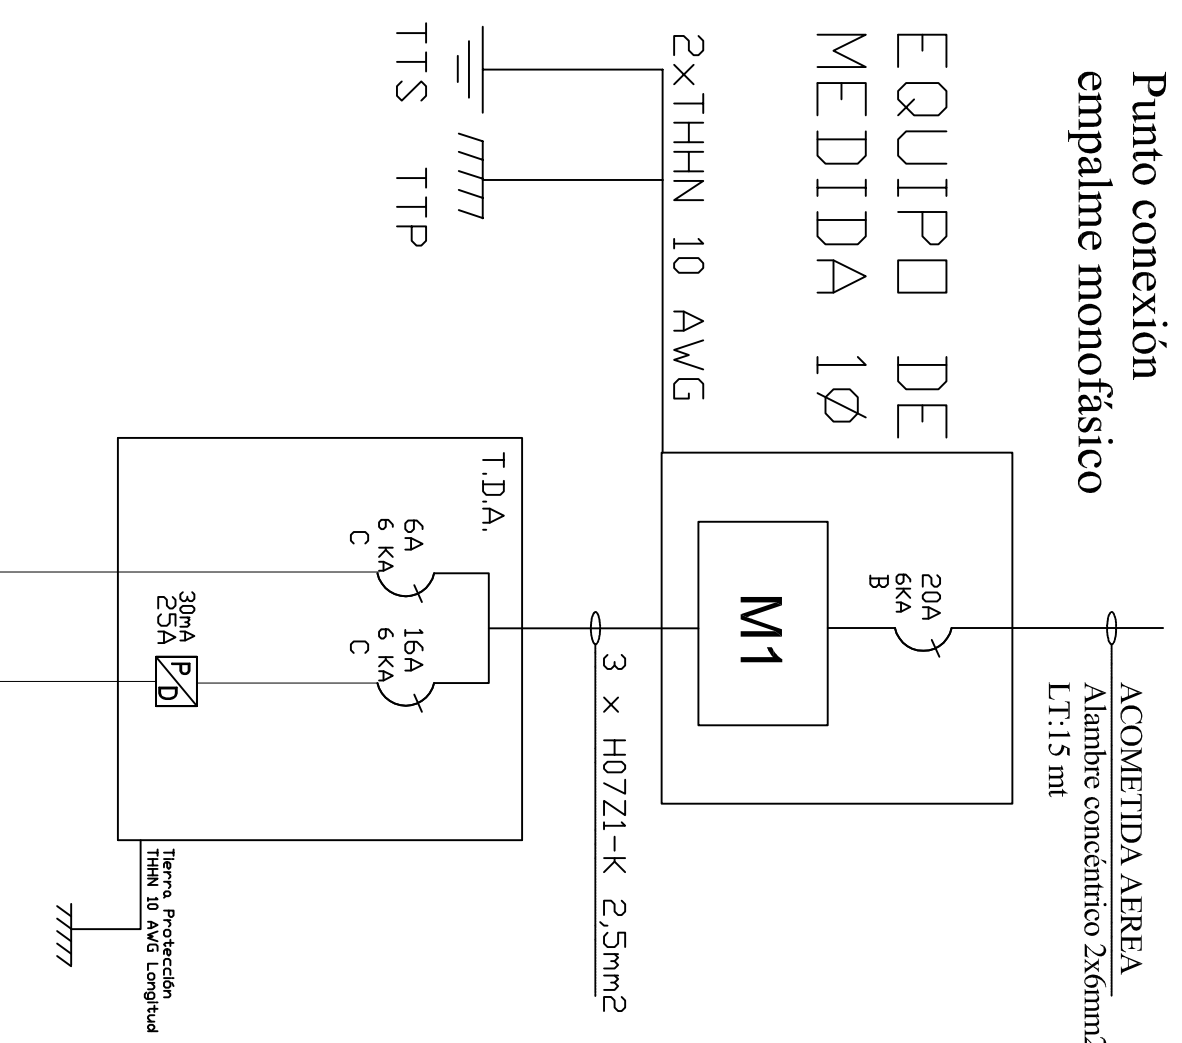 Punto conexión
empalme monofásico
ACOMETIDA AEREA
Alambre concéntrico 2x6mm2
LT:15 mt
EQUIPO DE
MEDIDA 1Ø
20A
6KA
B
M1
2xTHHN 10 AWG
TTS TTP
3 x H07Z1-K 2,5mm2
T.D.A.
6A
6 KA
C
16A
6 KA
C
30mA
25A
P
D
Tierra Protección
THHN 10 AWG Longitud